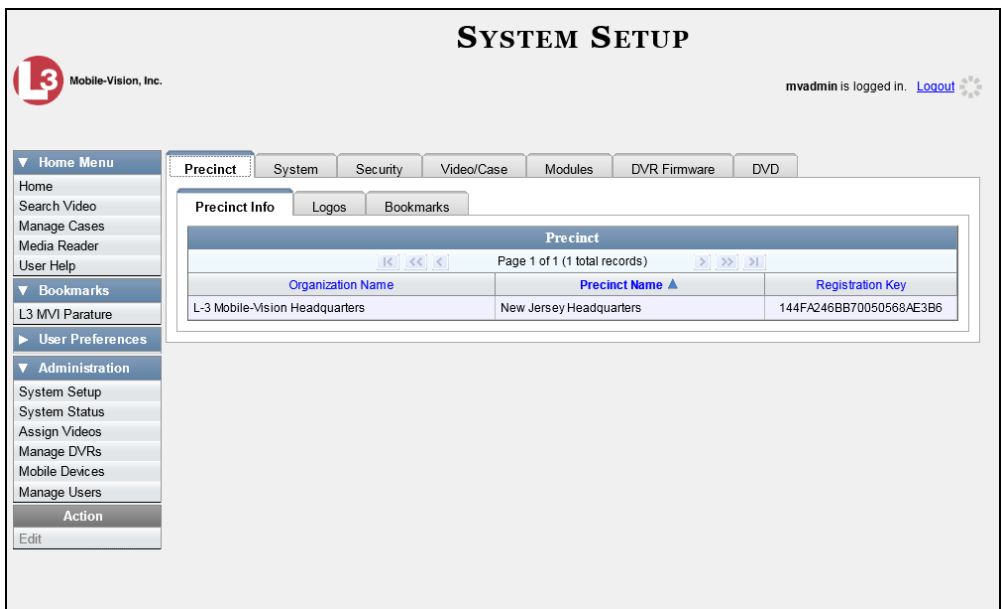 SYSTEM SETUP
L3 Mobile-Vision, Inc.
mvadmin is logged in. Logout
Home Menu
Home
Search Video
Manage Cases
Media Reader
User Help
Bookmarks
L3 MVI Parature
User Preferences
Administration
System Setup
System Status
Assign Videos
Manage DVRs
Mobile Devices
Manage Users
Action
Edit
Precinct System Security Video/Case Modules DVR Firmware DVD
Precinct Info Logos Bookmarks
Precinct
|< << < Page 1 of 1 (1 total records) > >> >|
Organization Name Precinct Name ▲ Registration Key
L-3 Mobile-Vision Headquarters New Jersey Headquarters 144FA246BB70050568AE3B6